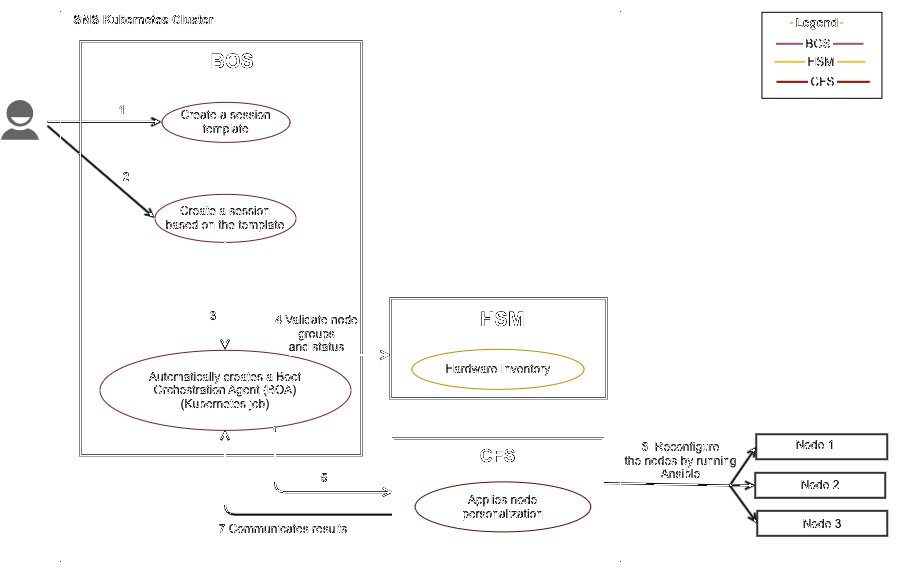 SMS Kubernetes Cluster
Legend
BOS
HSM
CFS
BOS
1
Create a session
template
2
Create a session
based on the template
3
4 Validate node
groups
and status
HSM
Hardware Inventory
Automatically creates a Boot
Orchestration Agent (BOA)
(Kubernetes job)
CFS
5
Applies node
personalization
7 Communicates results
6 Reconfigure
the nodes by running
Ansible
Node 1
Node 2
Node 3